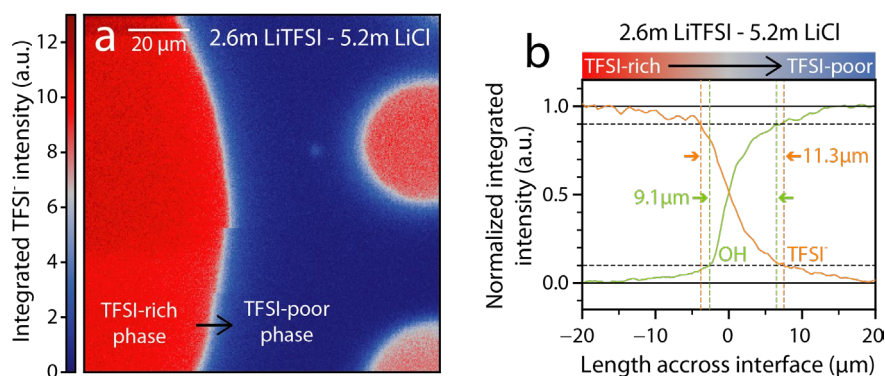 a
20 µm
2.6m LiTFSI - 5.2m LiCl
TFSI-rich
phase
TFSI-poor
phase
Integrated TFSI⁻ intensity (a.u.)
12
10
8
6
4
2
0
b
2.6m LiTFSI - 5.2m LiCl
TFSI-rich
TFSI-poor
Normalized integrated
intensity (a.u.)
1.0
0.5
0.0
11.3µm
9.1µm
OH
TFSI⁻
−20
−10
0
10
20
Length accross interface (µm)